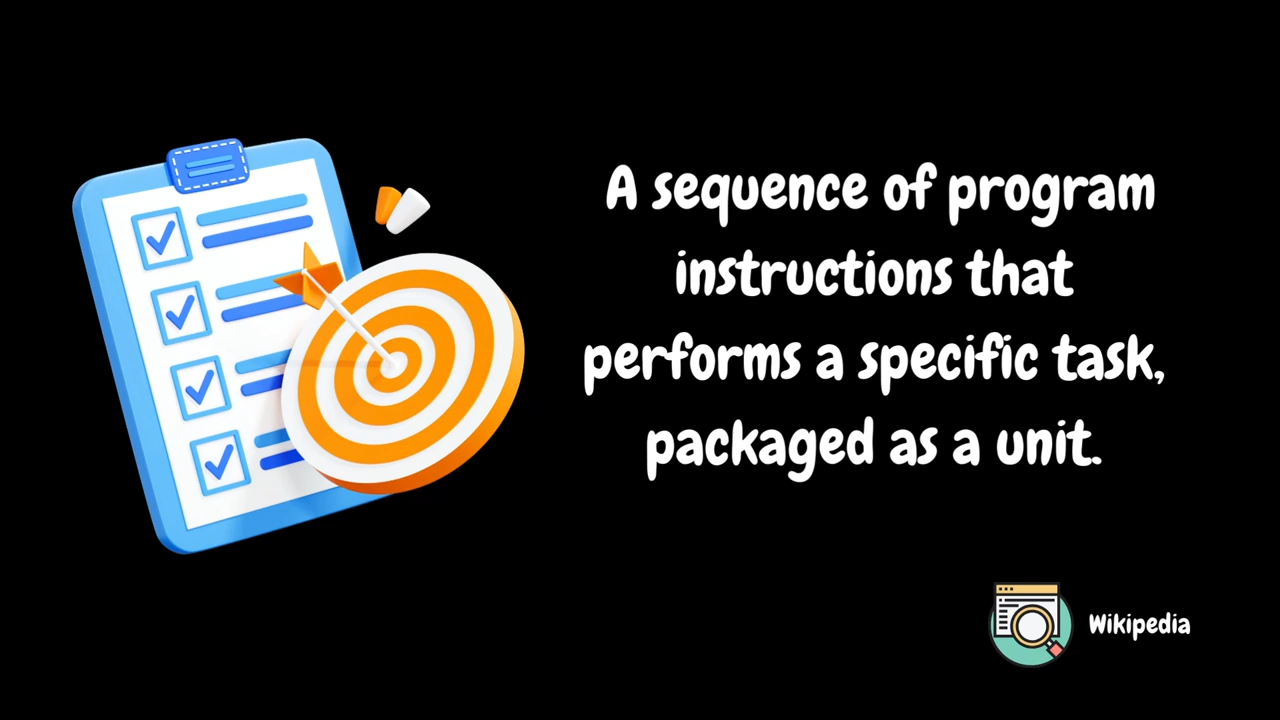 A sequence of program
instructions that
performs a specific task,
packaged as a unit.
Wikipedia